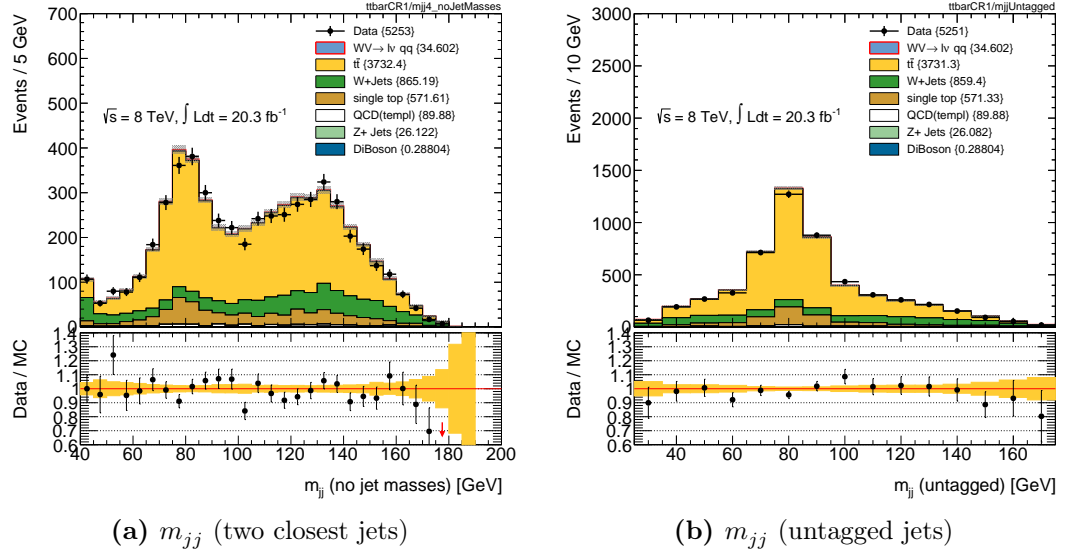 ttbarCR1/mjj4_noJetMasses
Events / 5 GeV
700
600
500
400
300
200
100
0
Data {5253}
WV→ lν qq {34.602}
tt̄ {3732.4}
W+Jets {865.19}
single top {571.61}
QCD(templ) {89.88}
Z+ Jets {26.122}
DiBoson {0.28804}
√s = 8 TeV, ∫ Ldt = 20.3 fb⁻¹
Data / MC
1.4
1.3
1.2
1.1
1.0
0.9
0.8
0.7
0.6
40 60 80 100 120 140 160 180 200
m_jj (no jet masses) [GeV]
(a) m_jj (two closest jets)
ttbarCR1/mjjUntagged
Events / 10 GeV
3000
2500
2000
1500
1000
500
0
Data {5251}
WV→ lν qq {34.602}
tt̄ {3731.3}
W+Jets {859.4}
single top {571.33}
QCD(templ) {89.88}
Z+ Jets {26.082}
DiBoson {0.28804}
√s = 8 TeV, ∫ Ldt = 20.3 fb⁻¹
Data / MC
1.4
1.3
1.2
1.1
1.0
0.9
0.8
0.7
0.6
40 60 80 100 120 140 160
m_jj (untagged) [GeV]
(b) m_jj (untagged jets)